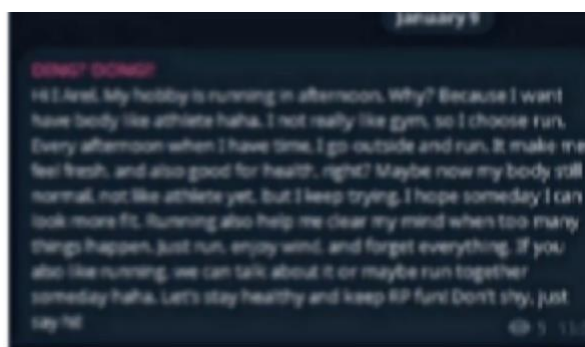 January 9
DING? DONG!!
Hi I Arel. My hobby is running in afternoon. Why? Because I want
have body like athlete haha. I not really like gym, so I choose run.
Every afternoon when I have time, I go outside and run. It make me
feel fresh, and also good for health, right? Maybe now my body still
normal, not like athlete yet, but I keep trying. I hope someday I can
look more fit. Running also help me clear my mind when too many
things happen. Just run, enjoy wind, and forget everything. If you
also like running, we can talk about it or maybe run together
someday haha. Let's stay healthy and keep RP fun! Don't shy, just
say hi!
5